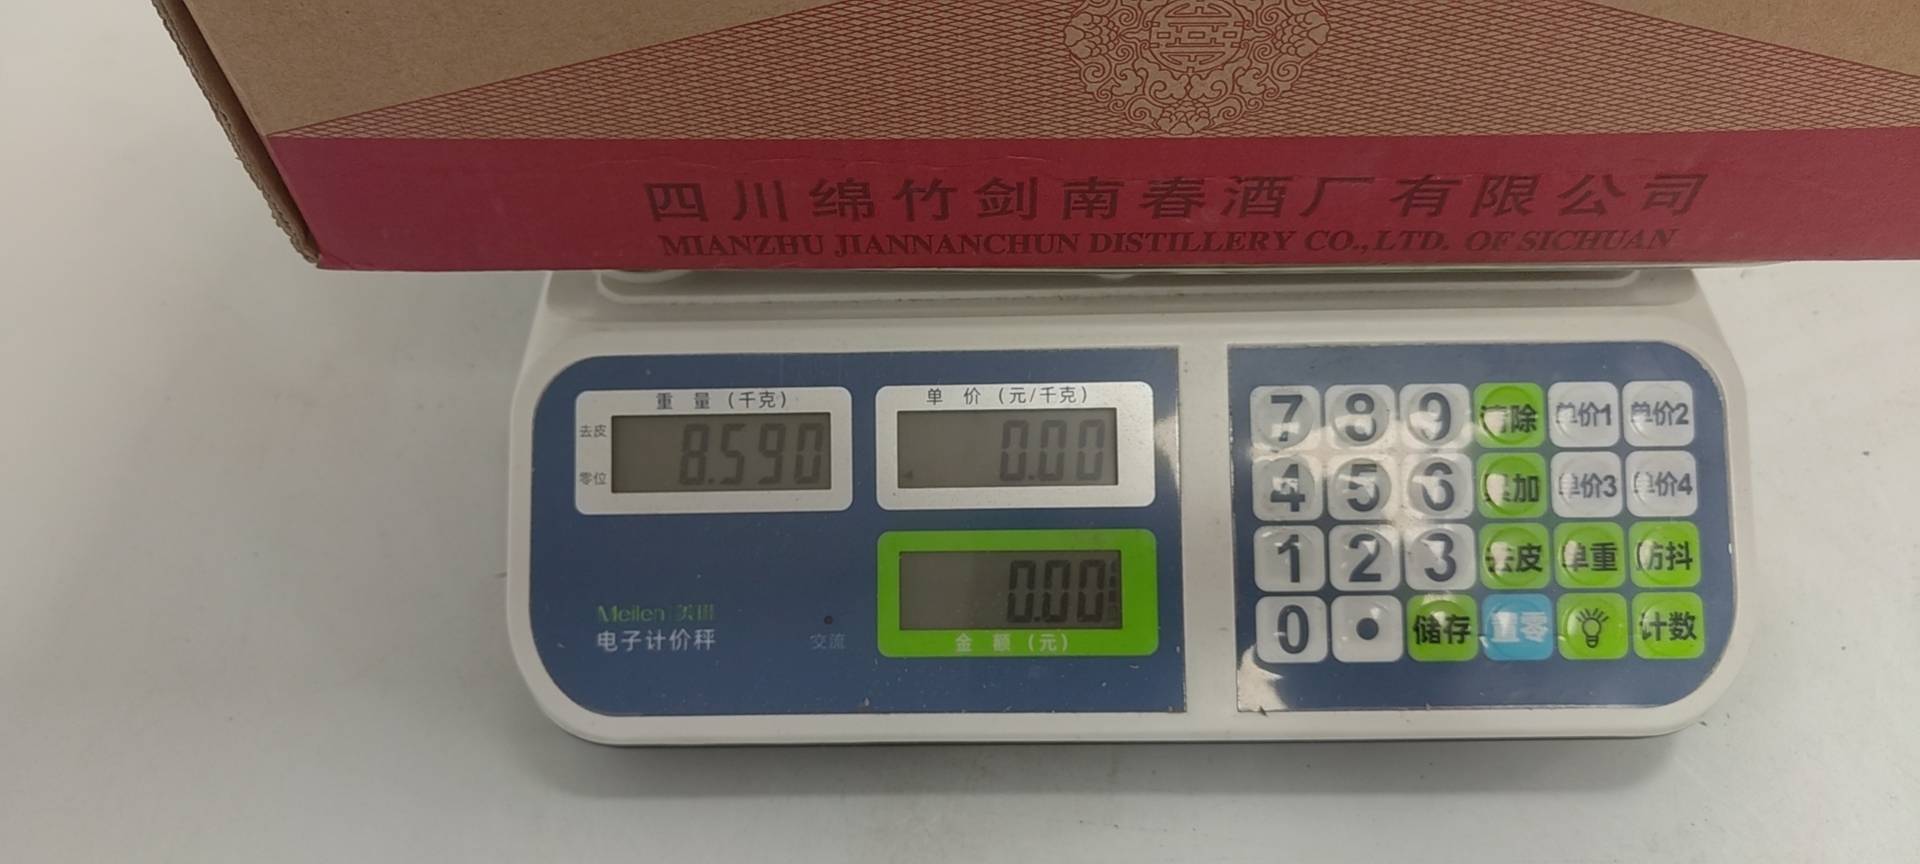 四川绵竹剑南春酒厂有限公司
MIANZHU JIANNANCHUN DISTILLERY CO.,LTD. OF SICHUAN
重 量 (千克)
去皮
8.590
零位
单 价 (元/千克)
0.00
0.00
金 额 (元)
Meilen
电子计价秤
交流
7 8 9 清除 单价1 单价2
4 5 6 累加 单价3 单价4
1 2 3 去皮 单重 防抖
0 • 储存 置零 计数